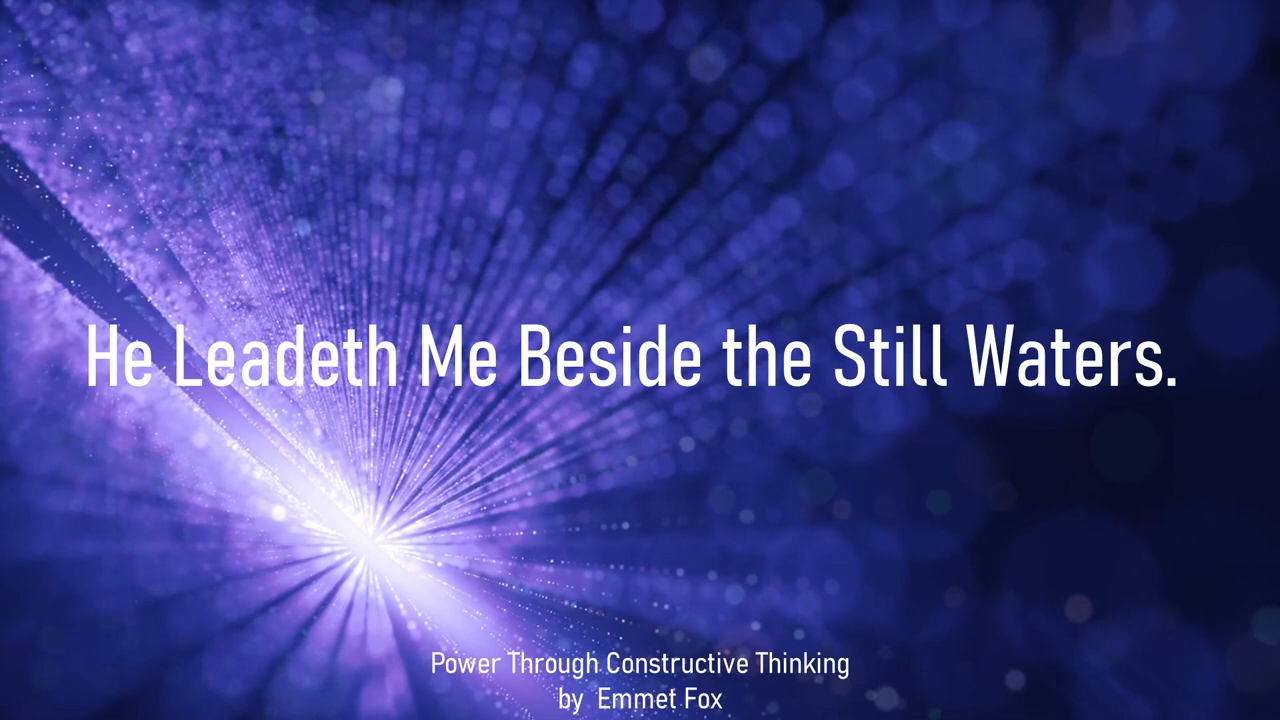 He Leadeth Me Beside the Still Waters.
Power Through Constructive Thinking
by Emmet Fox